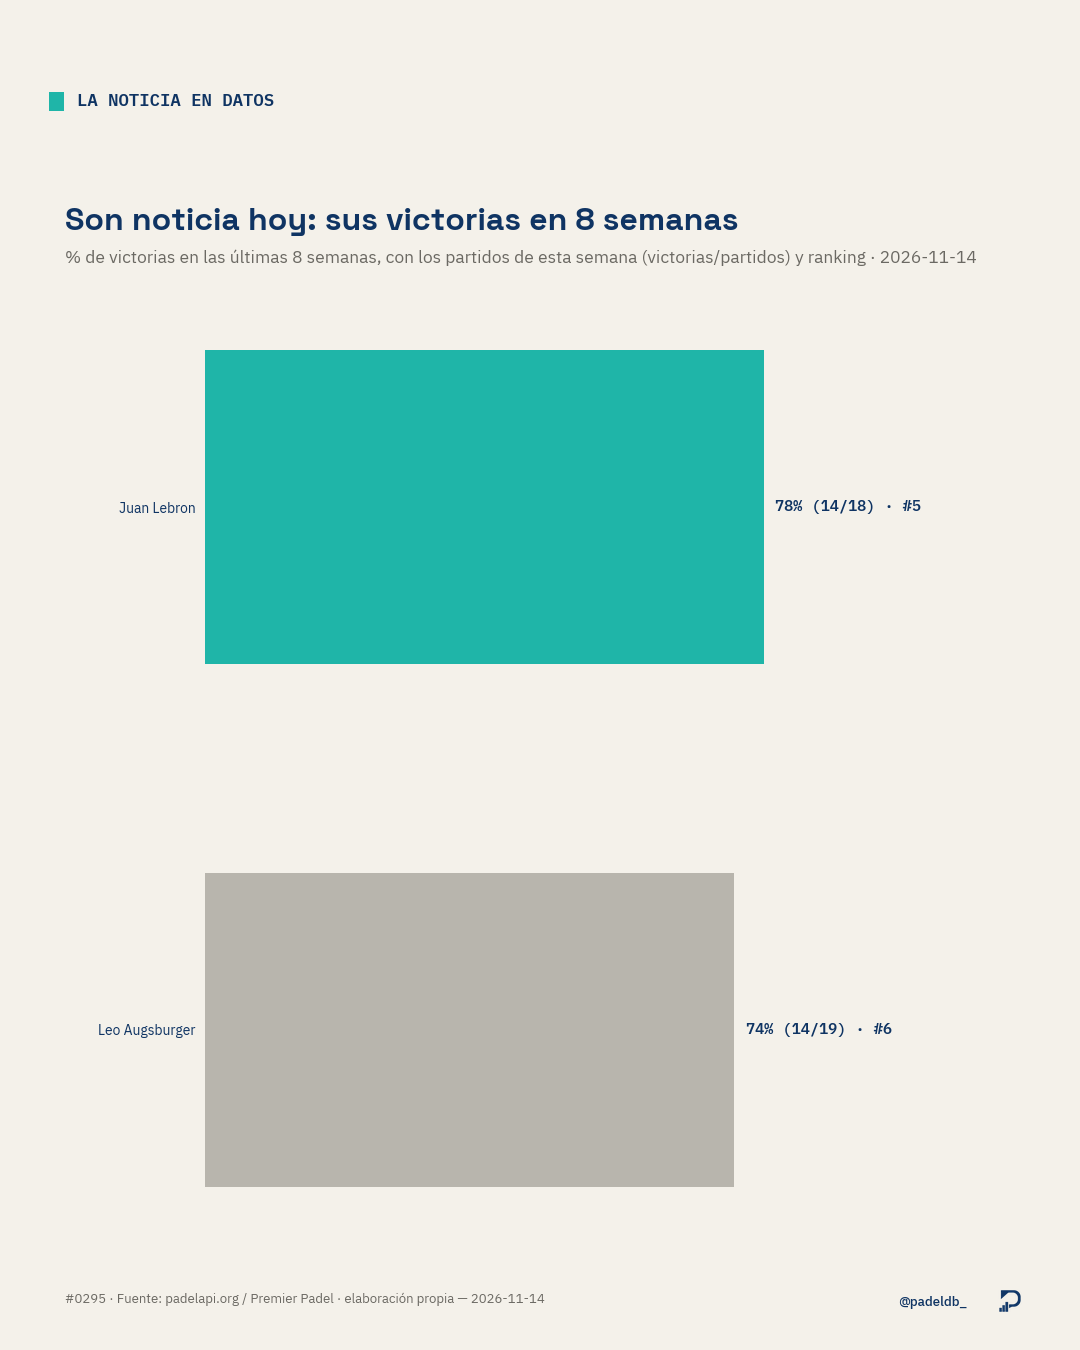 LA NOTICIA EN DATOS
Son noticia hoy: sus victorias en 8 semanas
% de victorias en las últimas 8 semanas, con los partidos de esta semana (victorias/partidos) y ranking · 2026-11-14
Juan Lebron
78% (14/18) · #5
Leo Augsburger
74% (14/19) · #6
#0295 · Fuente: padelapi.org / Premier Padel · elaboración propia — 2026-11-14
@padeldb_